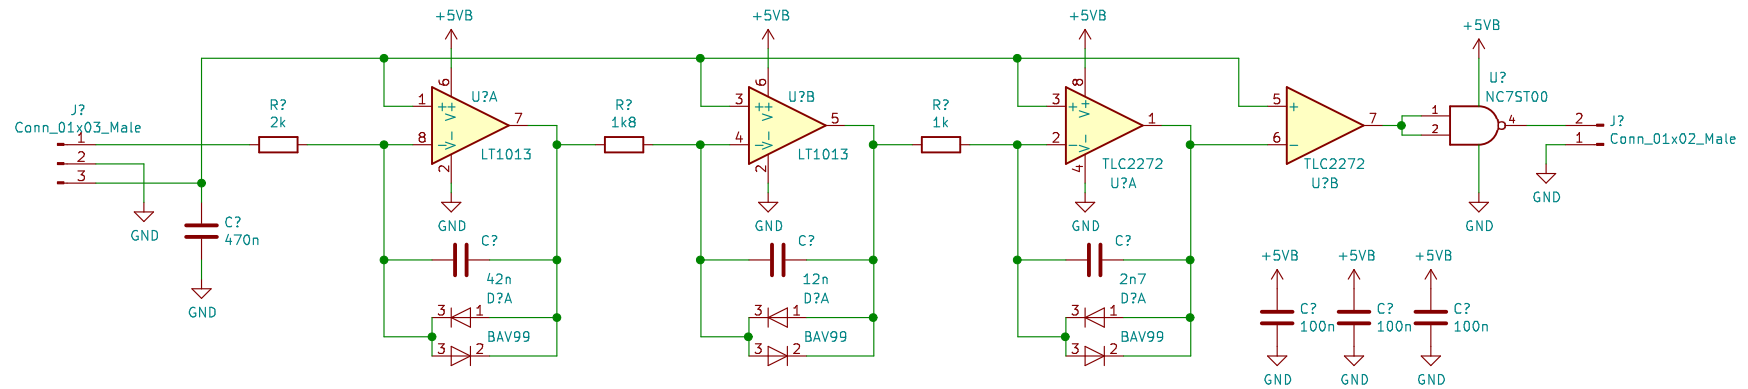 J?
Conn_01x03_Male
1
2
3
GND
C?
470n
GND
R?
2k
+5VB
6
1
8
2
7
++
V
V-
-
U?A
LT1013
GND
C?
42n
D?A
3
1
BAV99
3
2
R?
1k8
+5VB
6
3
4
2
5
++
V
V-
-
U?B
LT1013
GND
C?
12n
D?A
3
1
BAV99
3
2
R?
1k
+5VB
8
3
2
4
1
+
V+
V-
-
TLC2272
U?A
GND
C?
2n7
D?A
3
1
BAV99
3
2
5
6
7
+
-
TLC2272
U?B
+5VB
U?
NC7ST00
1
2
4
GND
2
1
J?
Conn_01x02_Male
GND
+5VB
C?
100n
GND
+5VB
C?
100n
GND
+5VB
C?
100n
GND